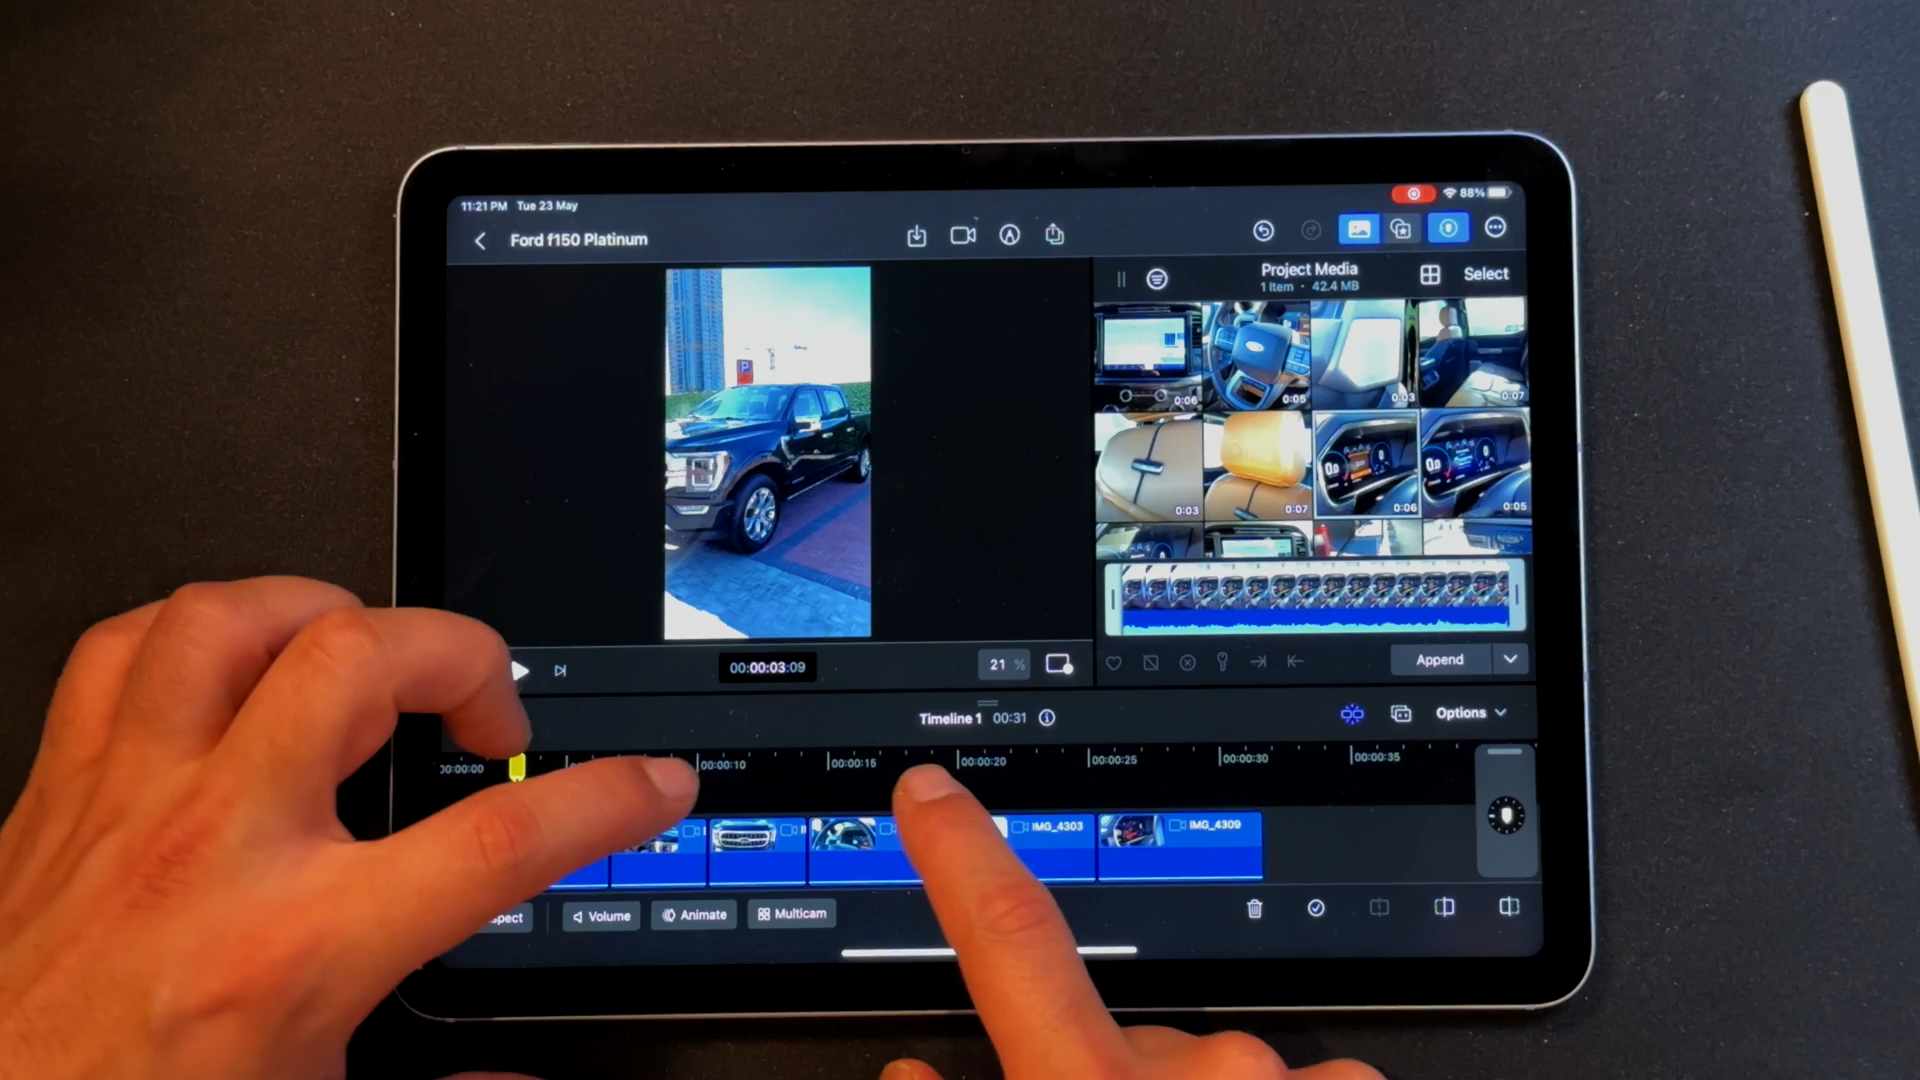 11:21 PM Tue 23 May
88%
Ford f150 Platinum
Project Media
1 Item · 42.4 MB
Select
P
0:06
0:05
0:03
0:07
0:03
0:07
0:06
0:05
00:00:03:09
21 %
Append
Timeline 1 00:31
Options
00:00:00
00:00:10
00:00:15
00:00:20
00:00:25
00:00:30
00:00:35
IMG_4303
IMG_4309
Volume
Animate
Multicam